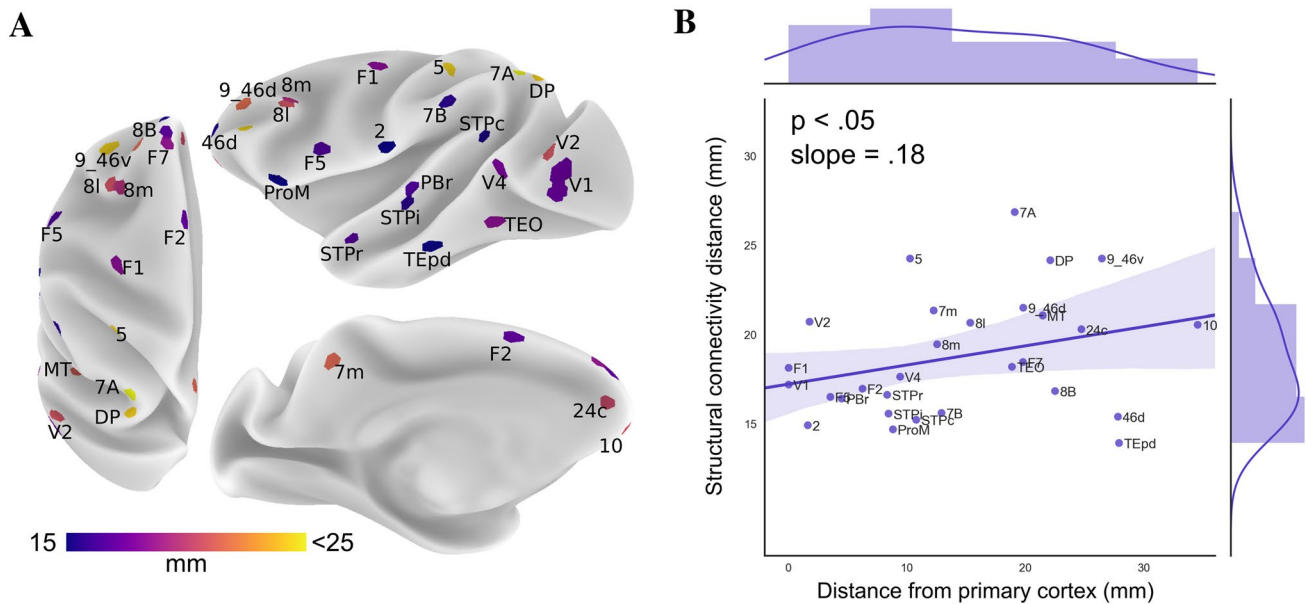 A
8B
9_46v
F7
8l
8m
F5
F2
F1
5
MT
7A
DP
V2
9_46d
8m
8l
46d
F1
5
7A
DP
7B
2
STPc
F5
ProM
PBr
STPi
V2
V4
V1
TEO
STPr
TEpd
7m
F2
24c
10
15
<25
mm
B
p < .05
slope = .18
Structural connectivity distance (mm)
30
25
20
15
7A
5
DP
9_46v
V2
7m
8l
9_46d
MT
24c
10
8m
F1
V1
V4
F7
TEO
F5
PBr
F2
STPr
8B
2
STPi
ProM
STPc
7B
46d
TEpd
0
10
20
30
Distance from primary cortex (mm)